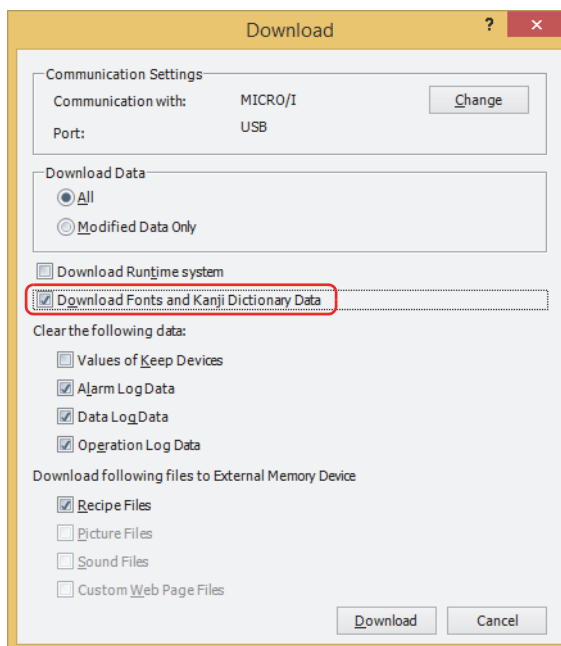 Download
?
×
Communication Settings
Communication with: MICRO/I Change
Port: USB
Download Data
All
Modified Data Only
Download Runtime system
Download Fonts and Kanji Dictionary Data
Clear the following data:
Values of Keep Devices
Alarm Log Data
Data Log Data
Operation Log Data
Download following files to External Memory Device
Recipe Files
Picture Files
Sound Files
Custom Web Page Files
Download Cancel